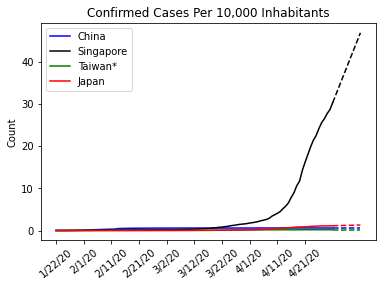 Confirmed Cases Per 10,000 Inhabitants
China
Singapore
Taiwan*
Japan
Count
40
30
20
10
0
1/22/20
2/1/20
2/11/20
2/21/20
3/2/20
3/12/20
3/22/20
4/1/20
4/11/20
4/21/20